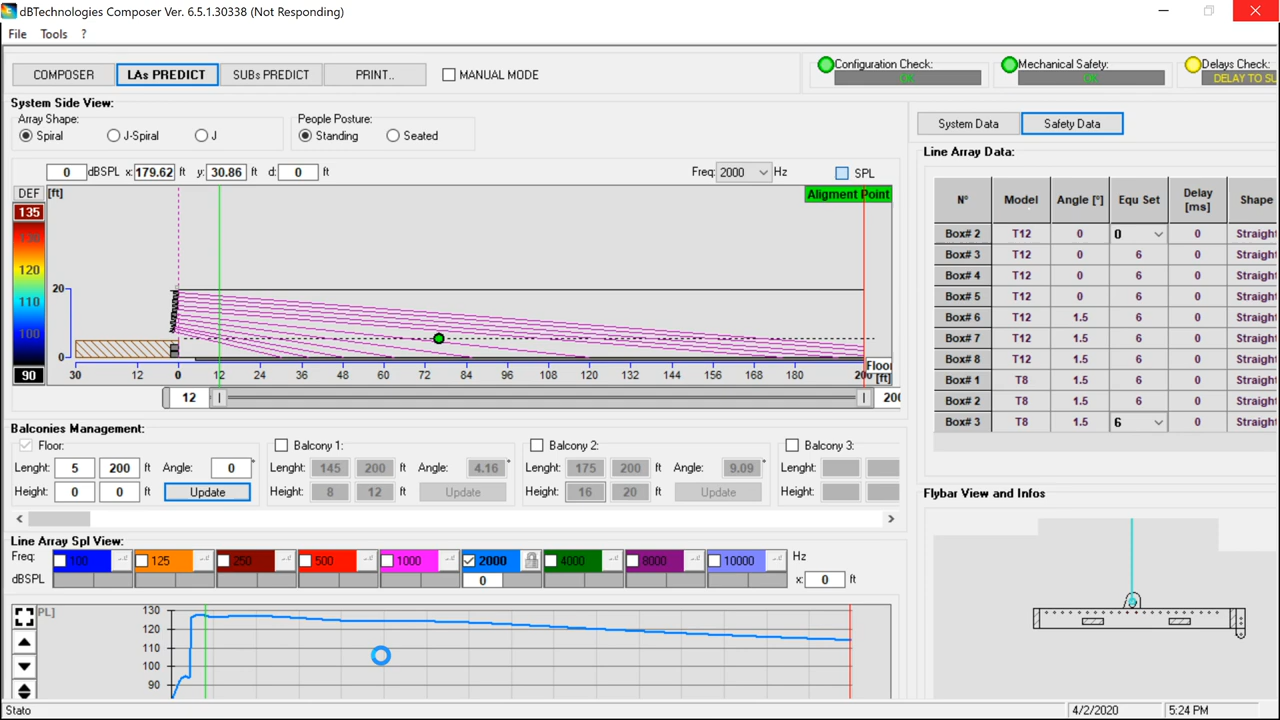 dBTechnologies Composer Ver. 6.5.1.30338 (Not Responding)
File Tools ?
COMPOSER LAs PREDICT SUBs PREDICT PRINT.. MANUAL MODE
Configuration Check: OK
Mechanical Safety: OK
Delays Check: DELAY TO SU
System Side View:
Array Shape:
Spiral J-Spiral J
People Posture:
Standing Seated
0 dBSPL x: 179.62 ft y: 30.86 ft d: 0 ft Freq: 2000 Hz SPL
DEF [ft] Aligment Point
135
130
120
110
100
90
20
0
30 12 0 12 24 36 48 60 72 84 96 108 120 132 144 156 168 180 200 [ft]
Floor
12 200
Balconies Management:
Floor:
Lenght: 5 200 ft Angle: 0 °
Height: 0 0 ft Update
Balcony 1:
Lenght: 145 200 ft Angle: 4.16 °
Height: 8 12 ft Update
Balcony 2:
Lenght: 175 200 ft Angle: 9.09 °
Height: 16 20 ft Update
Balcony 3:
Lenght:
Height:
Line Array Spl View:
Freq: 100 125 250 500 1000 2000 4000 8000 10000 Hz
dBSPL: 0 x: 0 ft
PL]
130
120
110
100
90
System Data Safety Data
Line Array Data:
N° Model Angle [°] Equ Set Delay [ms] Shape
Box# 2 T12 0 0 0 Straight
Box# 3 T12 0 6 0 Straight
Box# 4 T12 0 6 0 Straight
Box# 5 T12 0 6 0 Straight
Box# 6 T12 1.5 6 0 Straight
Box# 7 T12 1.5 6 0 Straight
Box# 8 T12 1.5 6 0 Straight
Box# 1 T8 1.5 6 0 Straight
Box# 2 T8 1.5 6 0 Straight
Box# 3 T8 1.5 6 0 Straight
Flybar View and Infos
Stato 4/2/2020 5:24 PM